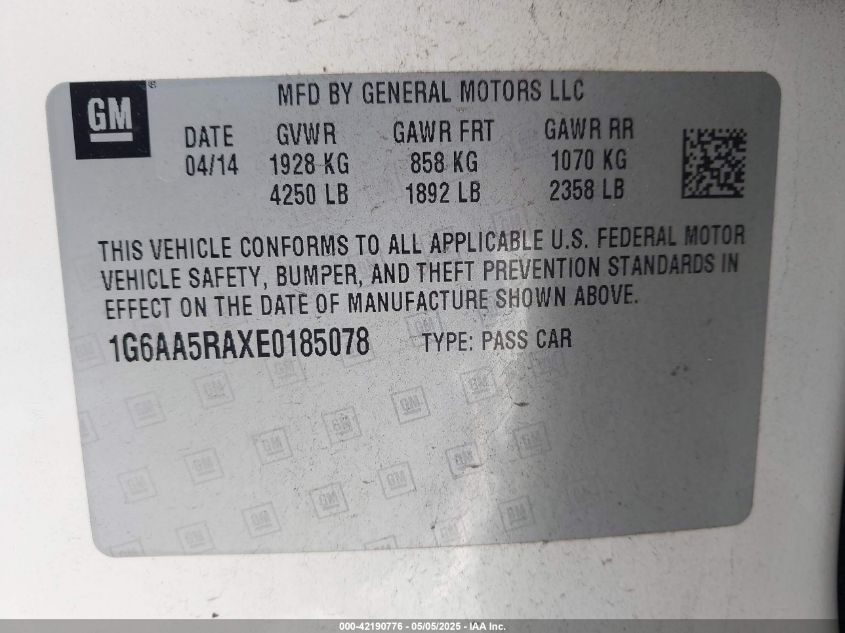 GM
MFD BY GENERAL MOTORS LLC
DATE GVWR GAWR FRT GAWR RR
04/14 1928 KG 858 KG 1070 KG
4250 LB 1892 LB 2358 LB
THIS VEHICLE CONFORMS TO ALL APPLICABLE U.S. FEDERAL MOTOR
VEHICLE SAFETY, BUMPER, AND THEFT PREVENTION STANDARDS IN
EFFECT ON THE DATE OF MANUFACTURE SHOWN ABOVE.
1G6AA5RAXE0185078 TYPE: PASS CAR
000-42190776 - 05/05/2025 - IAA Inc.